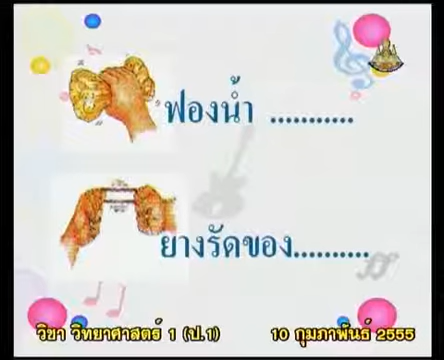 ฟองน้ำ ...........
ยางรัดของ..........
วิชา วิทยาศาสตร์ 1 (ป.1) 10 กุมภาพันธ์ 2555